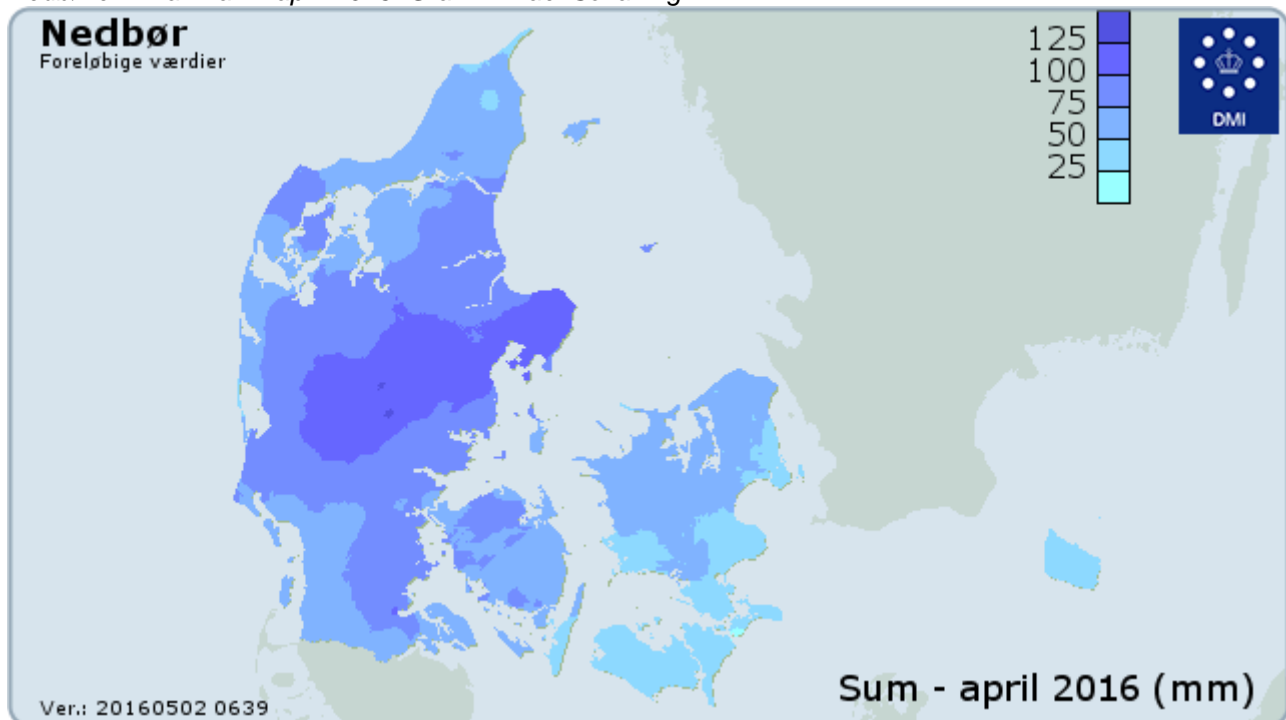 Nedbør
Foreløbige værdier
125
100
75
50
25
DMI
Sum - april 2016 (mm)
Ver.: 20160502 0639